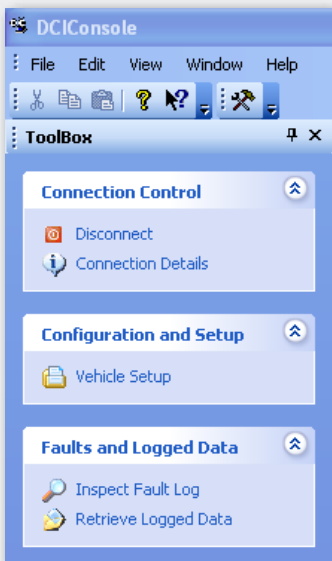 DCIConsole
File Edit View Window Help
ToolBox
Connection Control
Disconnect
Connection Details
Configuration and Setup
Vehicle Setup
Faults and Logged Data
Inspect Fault Log
Retrieve Logged Data